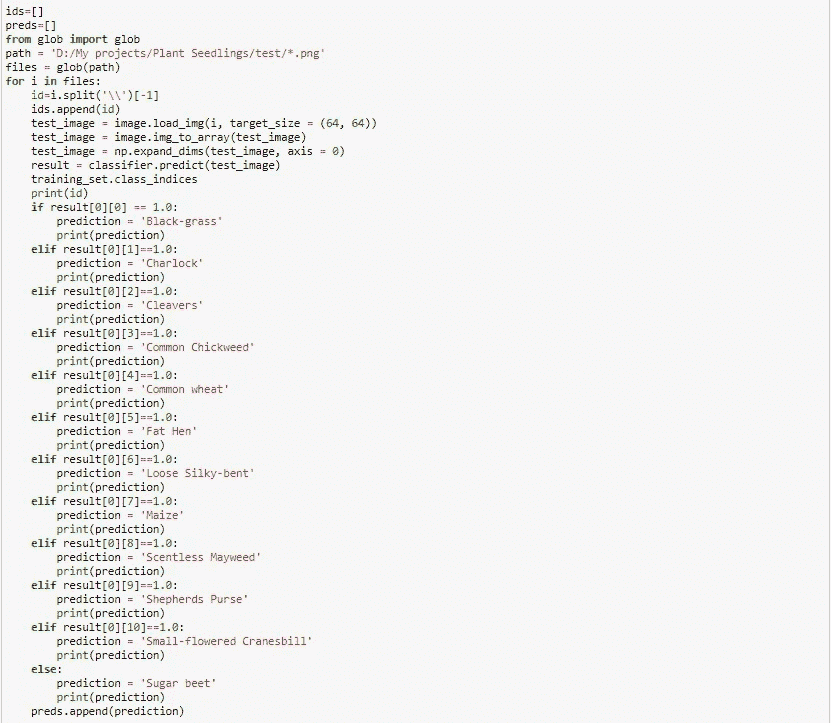 ids=[]
preds=[]
from glob import glob
path = 'D:/My projects/Plant Seedlings/test/*.png'
files = glob(path)
for i in files:
    id=i.split('\\')[-1]
    ids.append(id)
    test_image = image.load_img(i, target_size = (64, 64))
    test_image = image.img_to_array(test_image)
    test_image = np.expand_dims(test_image, axis = 0)
    result = classifier.predict(test_image)
    training_set.class_indices
    print(id)
    if result[0][0] == 1.0:
        prediction = 'Black-grass'
        print(prediction)
    elif result[0][1]==1.0:
        prediction = 'Charlock'
        print(prediction)
    elif result[0][2]==1.0:
        prediction = 'Cleavers'
        print(prediction)
    elif result[0][3]==1.0:
        prediction = 'Common Chickweed'
        print(prediction)
    elif result[0][4]==1.0:
        prediction = 'Common wheat'
        print(prediction)
    elif result[0][5]==1.0:
        prediction = 'Fat Hen'
        print(prediction)
    elif result[0][6]==1.0:
        prediction = 'Loose Silky-bent'
        print(prediction)
    elif result[0][7]==1.0:
        prediction = 'Maize'
        print(prediction)
    elif result[0][8]==1.0:
        prediction = 'Scentless Mayweed'
        print(prediction)
    elif result[0][9]==1.0:
        prediction = 'Shepherds Purse'
        print(prediction)
    elif result[0][10]==1.0:
        prediction = 'Small-flowered Cranesbill'
        print(prediction)
    else:
        prediction = 'Sugar beet'
        print(prediction)
    preds.append(prediction)